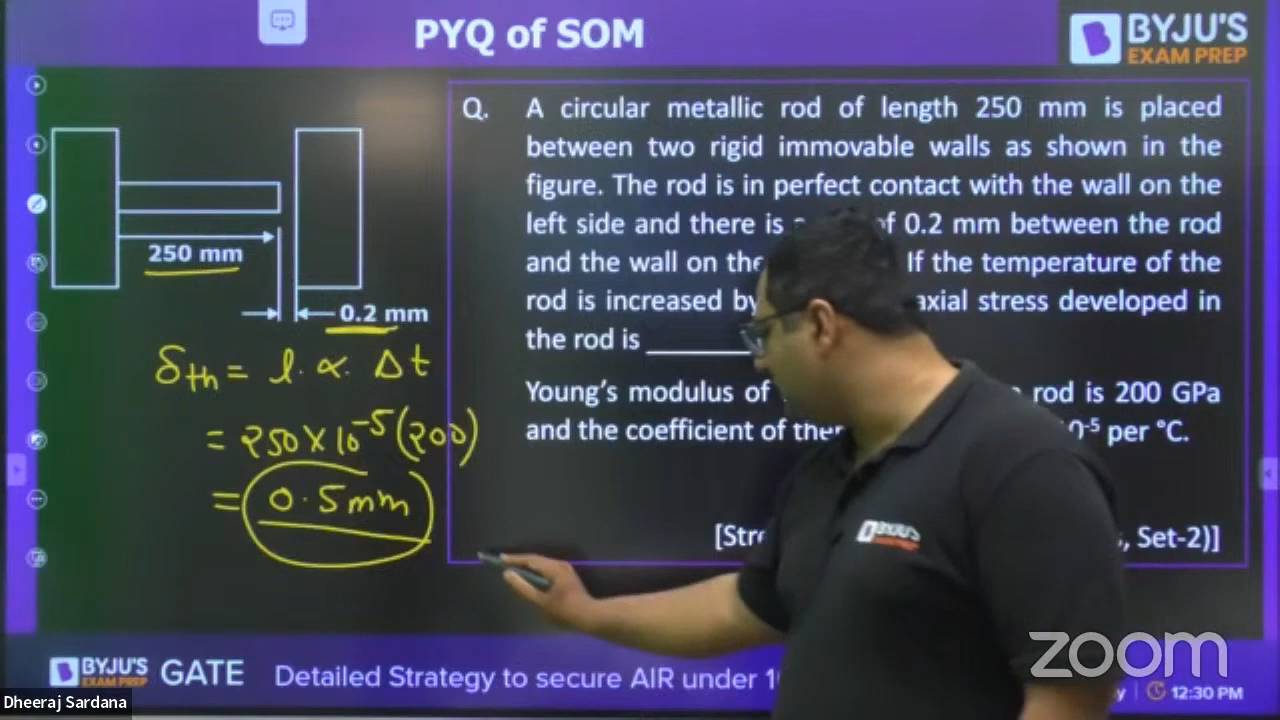 PYQ of SOM
BYJU'S
EXAM PREP
Q. A circular metallic rod of length 250 mm is placed
between two rigid immovable walls as shown in the
figure. The rod is in perfect contact with the wall on the
left side and there is of 0.2 mm between the rod
and the wall on the If the temperature of the
rod is increased by axial stress developed in
the rod is ________
Young's modulus of rod is 200 GPa
and the coefficient of per °C.
Set-2)]
250 mm
0.2 mm
δth = l. α. Δt
= 250 × 10⁻⁵ (200)
= 0.5 mm
BYJU'S
EXAM PREP
zoom
BYJU'S
EXAM PREP
GATE
Detailed Strategy to secure AIR under
12:30 PM
Dheeraj Sardana